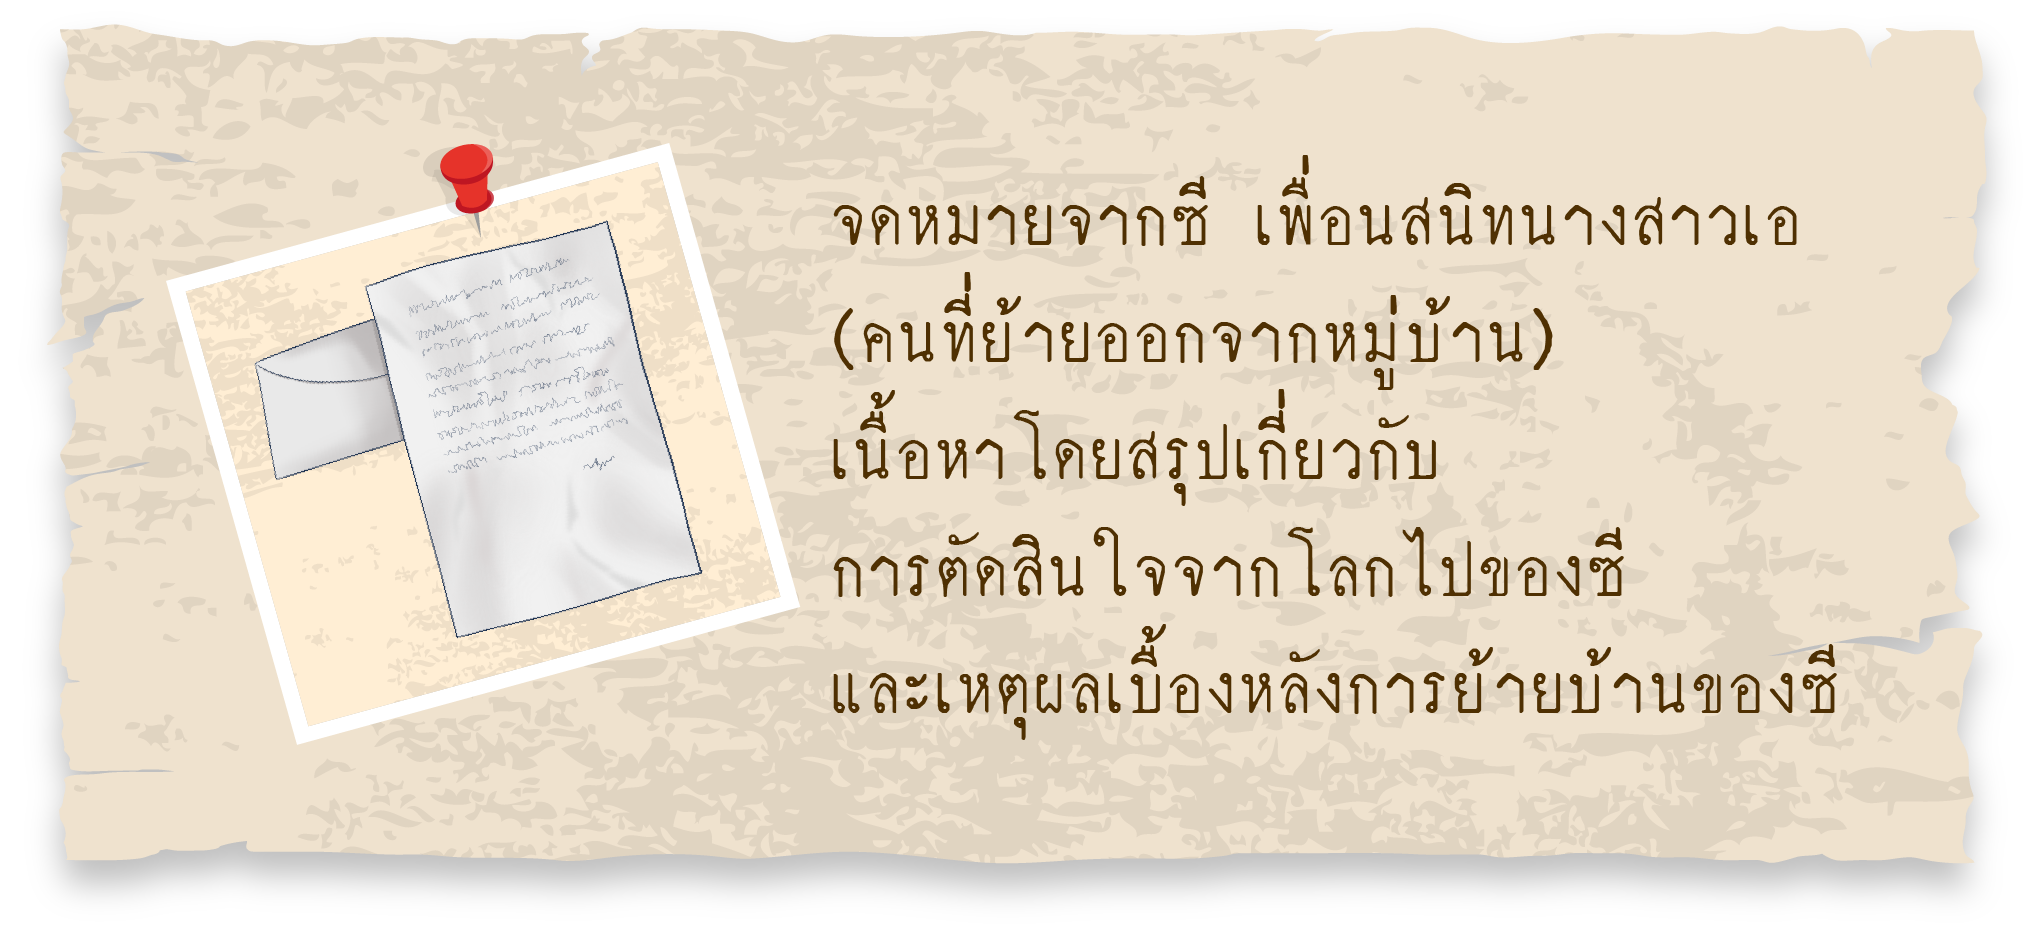 จดหมายจากซี เพื่อนสนิทนางสาวเอ
(คนที่ย้ายออกจากหมู่บ้าน)
เนื้อหาโดยสรุปเกี่ยวกับ
การตัดสินใจจากโลกไปของซี
และเหตุผลเบื้องหลังการย้ายบ้านของซี